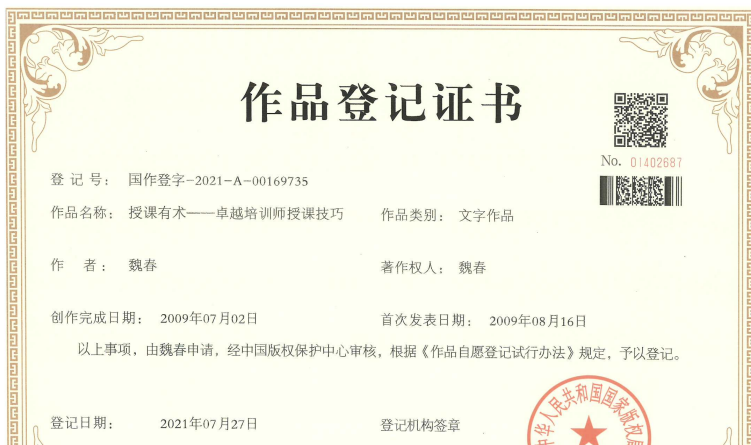 作品登记证书
No. 01402687
登 记 号： 国作登字-2021-A-00169735
作品名称： 授课有术——卓越培训师授课技巧 作品类别： 文字作品
作 者： 魏春 著作权人： 魏春
创作完成日期： 2009年07月02日 首次发表日期： 2009年08月16日
以上事项，由魏春申请，经中国版权保护中心审核，根据《作品自愿登记试行办法》规定，予以登记。
登记日期： 2021年07月27日 登记机构签章
中华人民共和国国家版权局